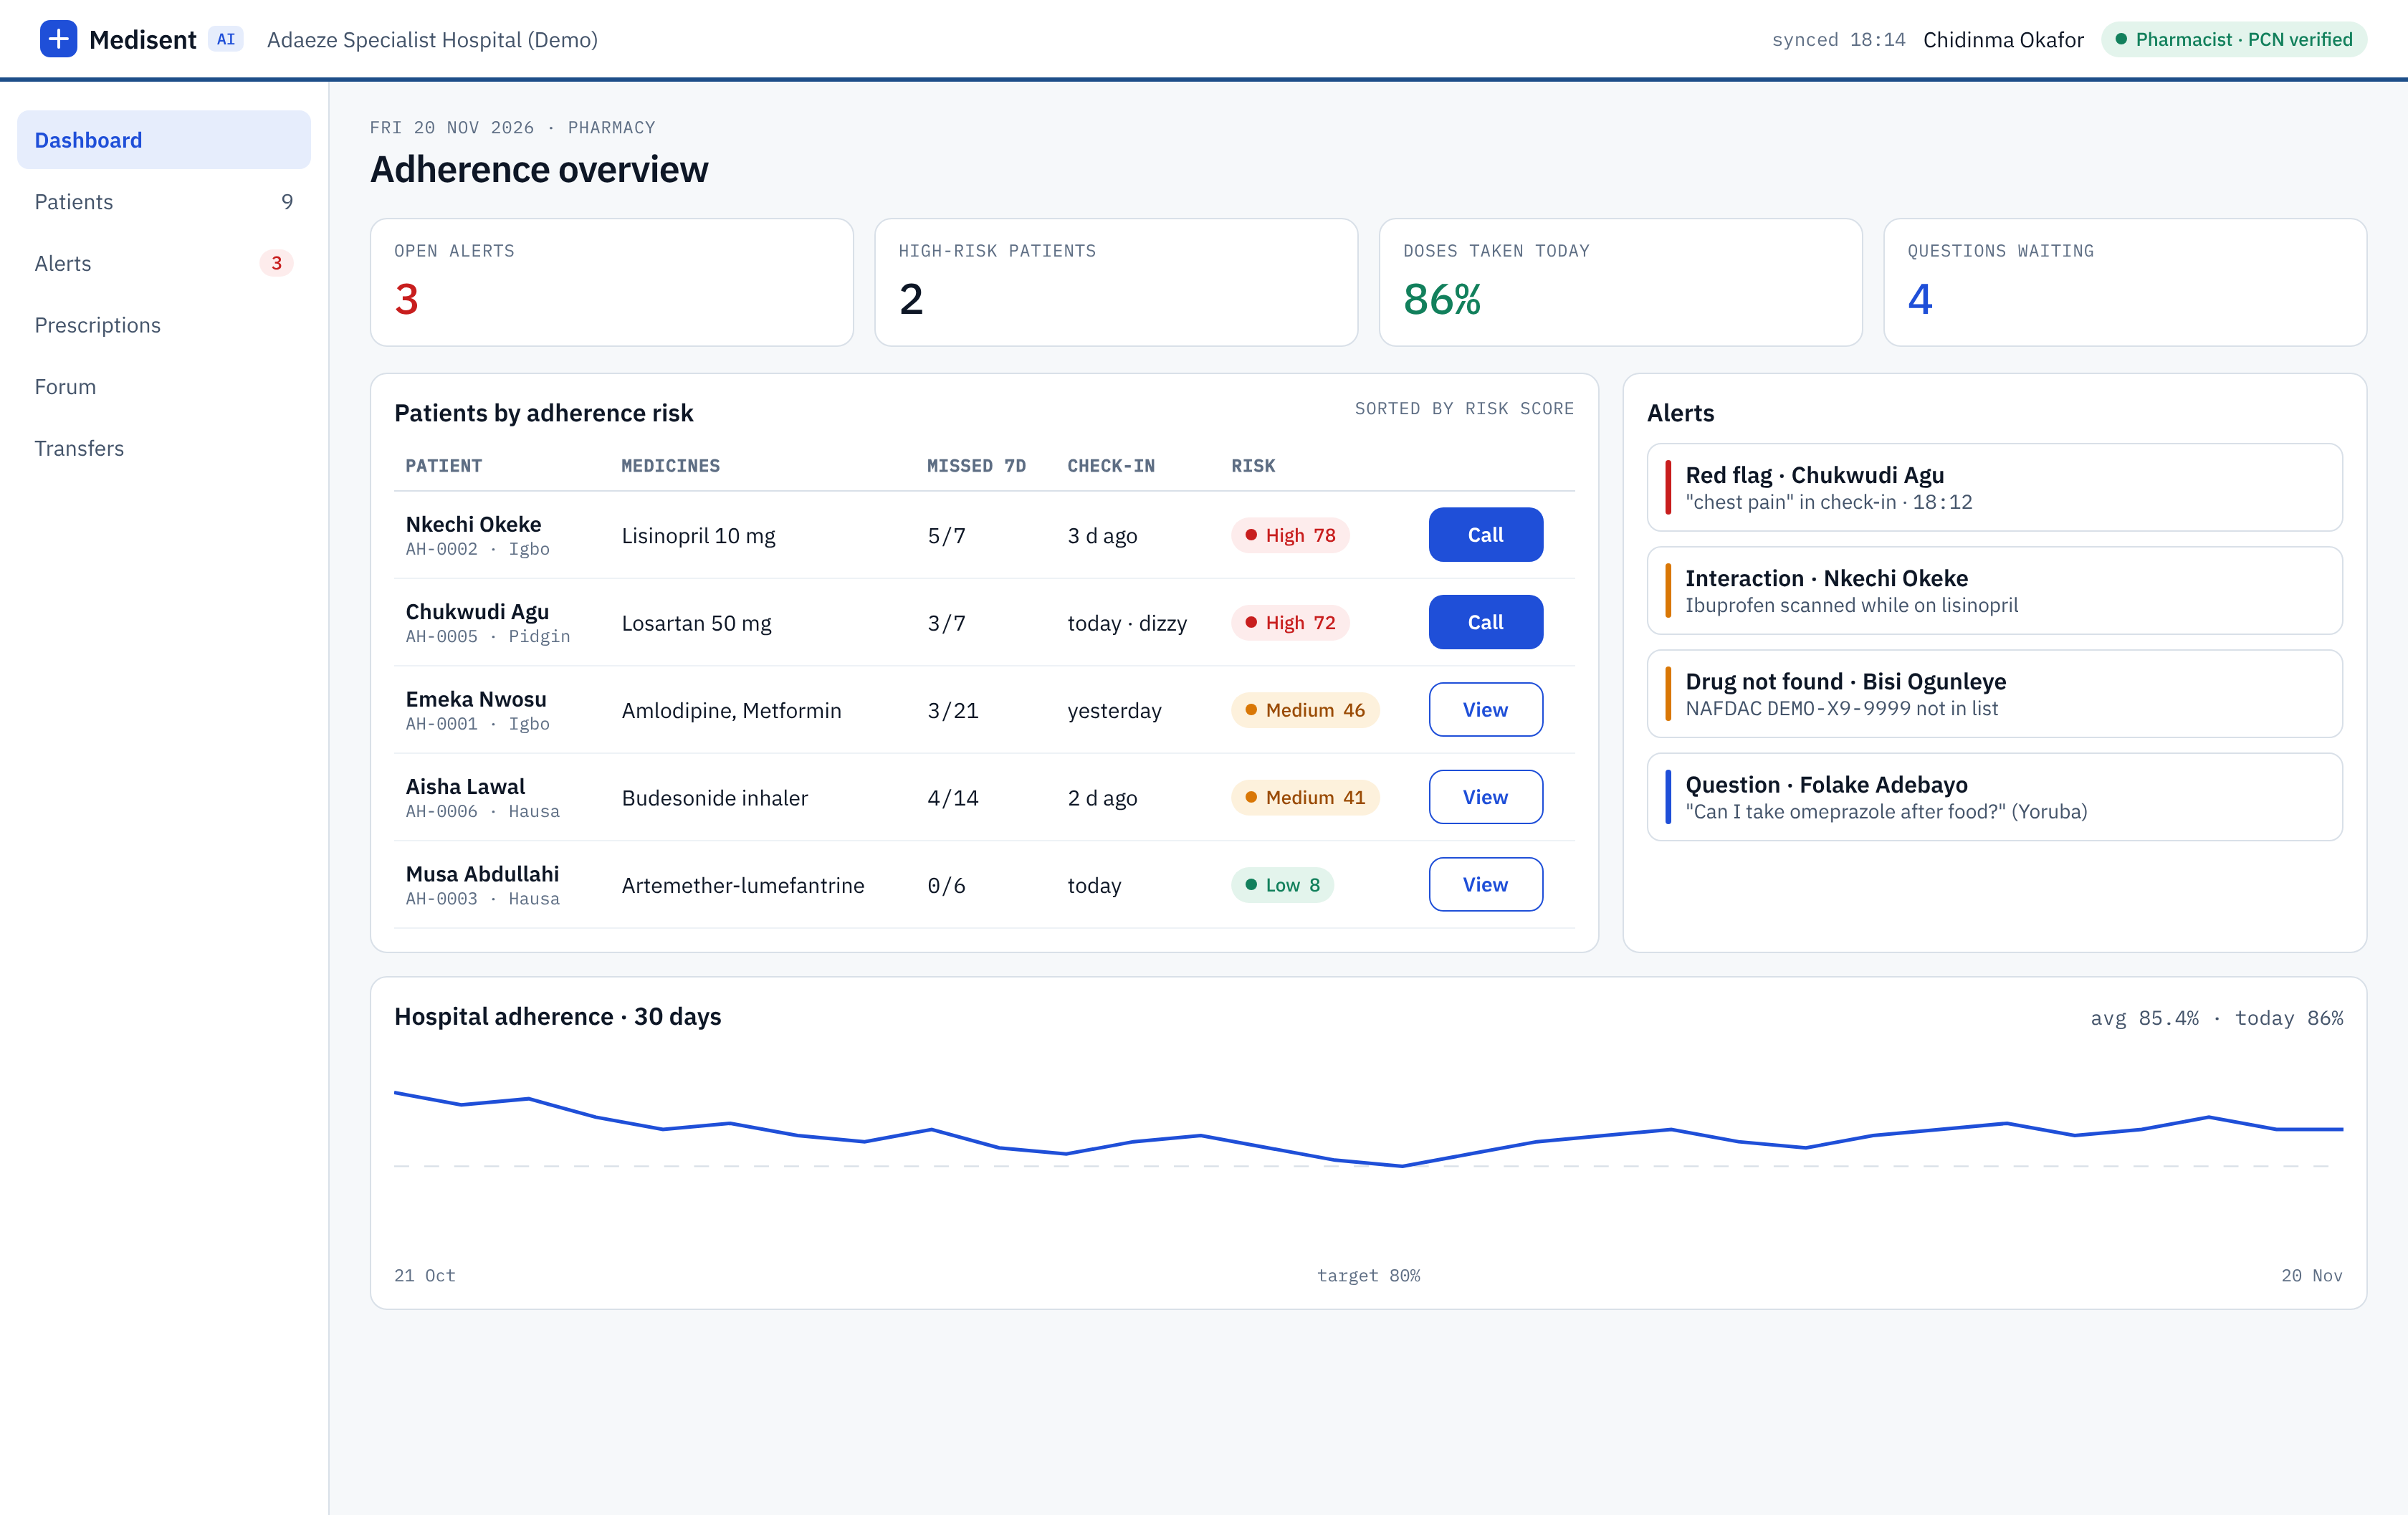 Medisent AI Adaeze Specialist Hospital (Demo)
synced 18:14 Chidinma Okafor Pharmacist · PCN verified
Dashboard
Patients 9
Alerts 3
Prescriptions
Forum
Transfers
FRI 20 NOV 2026 · PHARMACY
Adherence overview
OPEN ALERTS
3
HIGH-RISK PATIENTS
2
DOSES TAKEN TODAY
86%
QUESTIONS WAITING
4
Patients by adherence risk
SORTED BY RISK SCORE
PATIENT MEDICINES MISSED 7D CHECK-IN RISK
Nkechi Okeke
AH-0002 · Igbo
Lisinopril 10 mg 5/7 3 d ago High 78 Call
Chukwudi Agu
AH-0005 · Pidgin
Losartan 50 mg 3/7 today · dizzy High 72 Call
Emeka Nwosu
AH-0001 · Igbo
Amlodipine, Metformin 3/21 yesterday Medium 46 View
Aisha Lawal
AH-0006 · Hausa
Budesonide inhaler 4/14 2 d ago Medium 41 View
Musa Abdullahi
AH-0003 · Hausa
Artemether-lumefantrine 0/6 today Low 8 View
Alerts
Red flag · Chukwudi Agu
"chest pain" in check-in · 18:12
Interaction · Nkechi Okeke
Ibuprofen scanned while on lisinopril
Drug not found · Bisi Ogunleye
NAFDAC DEMO-X9-9999 not in list
Question · Folake Adebayo
"Can I take omeprazole after food?" (Yoruba)
Hospital adherence · 30 days
avg 85.4% · today 86%
21 Oct target 80% 20 Nov